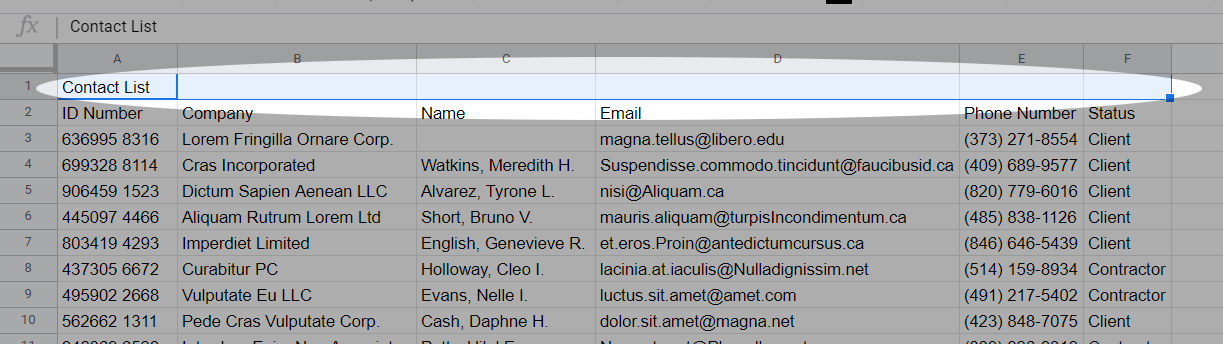 fx Contact List
A B C D E F
1 Contact List
2 ID Number Company Name Email Phone Number Status
3 636995 8316 Lorem Fringilla Ornare Corp. magna.tellus@libero.edu (373) 271-8554 Client
4 699328 8114 Cras Incorporated Watkins, Meredith H. Suspendisse.commodo.tincidunt@faucibusid.ca (409) 689-9577 Client
5 906459 1523 Dictum Sapien Aenean LLC Alvarez, Tyrone L. nisi@Aliquam.ca (820) 779-6016 Client
6 445097 4466 Aliquam Rutrum Lorem Ltd Short, Bruno V. mauris.aliquam@turpisIncondimentum.ca (485) 838-1126 Client
7 803419 4293 Imperdiet Limited English, Genevieve R. et.eros.Proin@antedictumcursus.ca (846) 646-5439 Client
8 437305 6672 Curabitur PC Holloway, Cleo I. lacinia.at.iaculis@Nulladignissim.net (514) 159-8934 Contractor
9 495902 2668 Vulputate Eu LLC Evans, Nelle I. luctus.sit.amet@amet.com (491) 217-5402 Contractor
10 562662 1311 Pede Cras Vulputate Corp. Cash, Daphne H. dolor.sit.amet@magna.net (423) 848-7075 Client